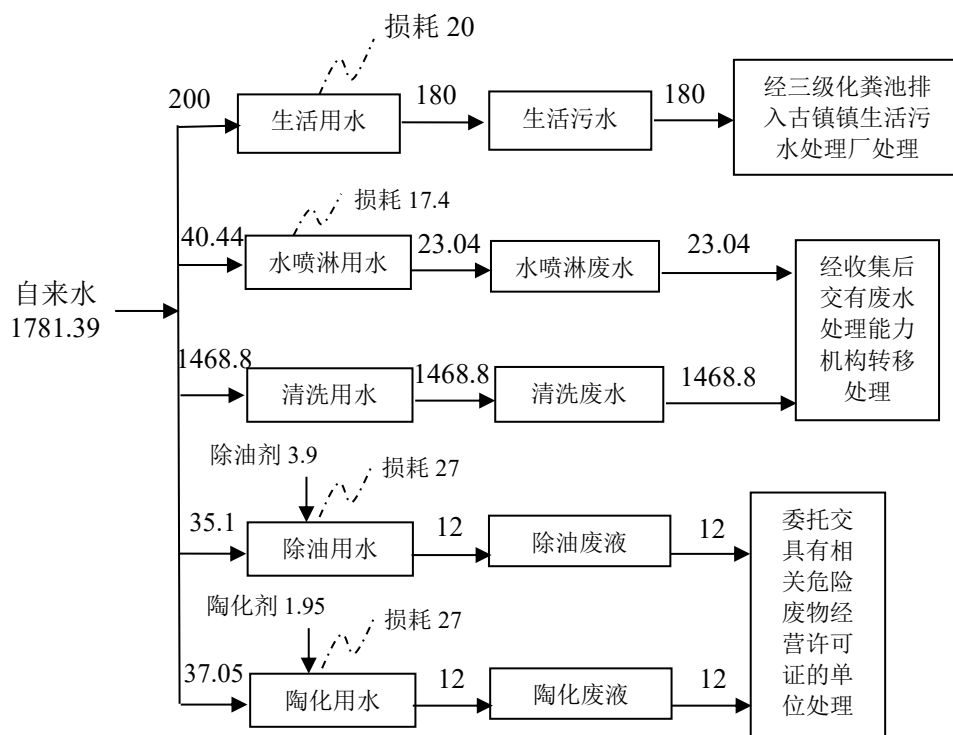 损耗 20
200
生活用水
180
生活污水
180
经三级化粪池排
入古镇镇生活污
水处理厂处理
损耗 17.4
40.44
水喷淋用水
23.04
水喷淋废水
23.04
经收集后
交有废水
处理能力
机构转移
处理
自来水
1781.39
1468.8
清洗用水
1468.8
清洗废水
1468.8
除油剂 3.9
损耗 27
35.1
除油用水
12
除油废液
12
委托交
具有相
关危险
废物经
营许可
证的单
位处理
陶化剂 1.95
损耗 27
37.05
陶化用水
12
陶化废液
12